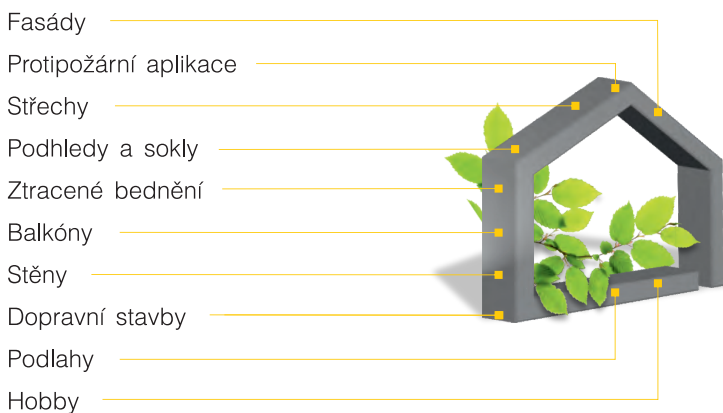 Fasády
Protipožární aplikace
Střechy
Podhledy a sokly
Ztracené bednění
Balkóny
Stěny
Dopravní stavby
Podlahy
Hobby